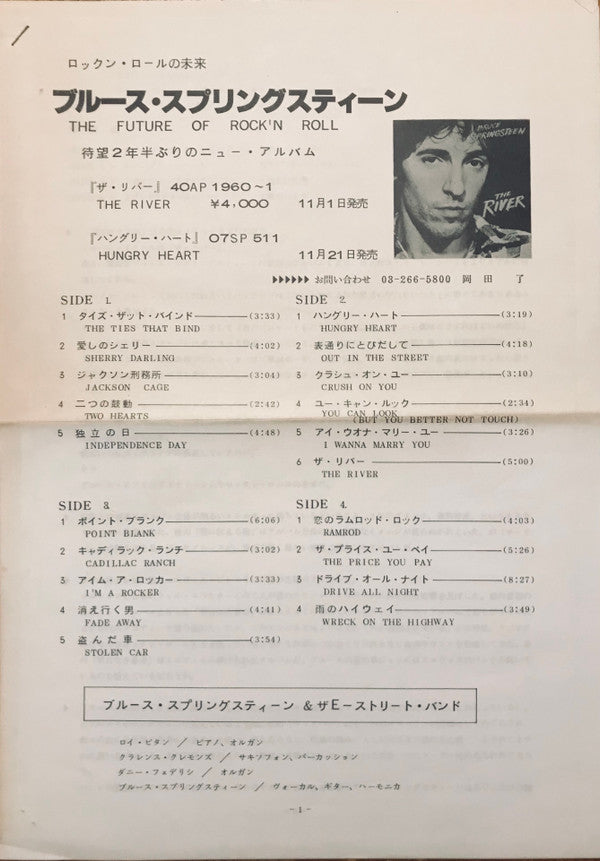 ロックン・ロールの未来
ブルース・スプリングスティーン
THE FUTURE OF ROCK'N ROLL
待望2年半ぶりのニュー・アルバム
BRUCE SPRINGSTEEN
THE RIVER
『ザ・リバー』 40AP 1960~1
THE RIVER ¥4,000 11月1日発売
『ハングリー・ハート』 07SP 511
HUNGRY HEART 11月21日発売
お問い合わせ 03-266-5800 岡田 了
SIDE 1.
1 タイズ・ザット・バインド (3:33)
THE TIES THAT BIND
2 愛しのシェリー (4:02)
SHERRY DARLING
3 ジャクソン刑務所 (3:04)
JACKSON CAGE
4 二つの鼓動 (2:42)
TWO HEARTS
5 独立の日 (4:48)
INDEPENDENCE DAY
SIDE 2.
1 ハングリー・ハート (3:19)
HUNGRY HEART
2 表通りにとびだして (4:18)
OUT IN THE STREET
3 クラシュ・オン・ユー (3:10)
CRUSH ON YOU
4 ユー・キャン・ルック (2:34)
YOU CAN LOOK
(BUT YOU BETTER NOT TOUCH)
5 アイ・ウオナ・マリー・ユー (3:26)
I WANNA MARRY YOU
6 ザ・リバー (5:00)
THE RIVER
SIDE 3.
1 ポイント・ブランク (6:06)
POINT BLANK
2 キャディラック・ランチ (3:02)
CADILLAC RANCH
3 アイム・ア・ロッカー (3:33)
I'M A ROCKER
4 消え行く男 (4:41)
FADE AWAY
5 盗んだ車 (3:54)
STOLEN CAR
SIDE 4.
1 恋のラムロッド・ロック (4:03)
RAMROD
2 ザ・プライス・ユー・ペイ (5:26)
THE PRICE YOU PAY
3 ドライブ・オール・ナイト (8:27)
DRIVE ALL NIGHT
4 雨のハイウェイ (3:49)
WRECK ON THE HIGHWAY
ブルース・スプリングスティーン &ザE-ストリート・バンド
ロイ・ビタン / ピアノ、オルガン
クラレンス・クレモンズ / サキソフォン、パーカッション
ダニー・フェデリシ / オルガン
ブルース・スプリングスティーン / ヴォーカル、ギター、ハーモニカ
-1-